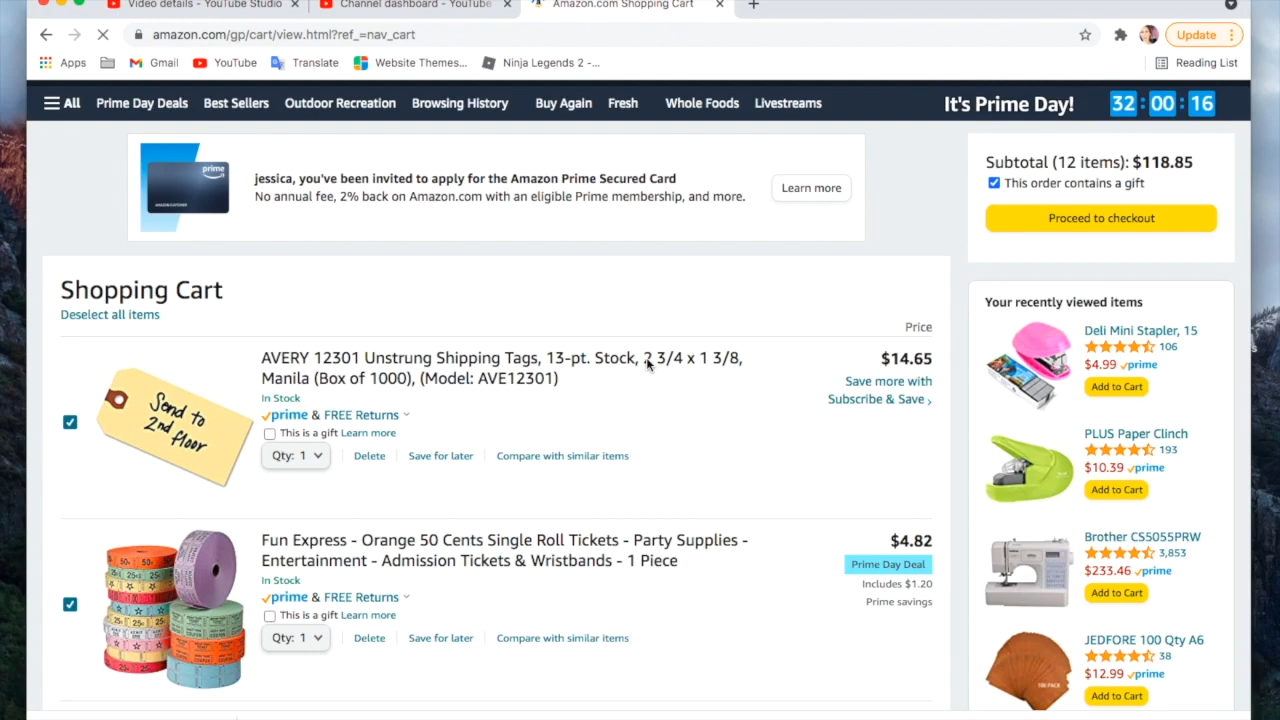 Video details - YouTube Studio
Channel dashboard - YouTube
Amazon.com Shopping Cart
amazon.com/gp/cart/view.html?ref_=nav_cart
Update
Apps
Gmail
YouTube
Translate
Website Themes...
Ninja Legends 2 -...
Reading List
All
Prime Day Deals
Best Sellers
Outdoor Recreation
Browsing History
Buy Again
Fresh
Whole Foods
Livestreams
It's Prime Day!
32 : 00 : 16
prime
jessica, you've been invited to apply for the Amazon Prime Secured Card
No annual fee, 2% back on Amazon.com with an eligible Prime membership, and more.
Learn more
Subtotal (12 items): $118.85
This order contains a gift
Proceed to checkout
Shopping Cart
Deselect all items
Price
AVERY 12301 Unstrung Shipping Tags, 13-pt. Stock, 2 3/4 x 1 3/8,
Manila (Box of 1000), (Model: AVE12301)
$14.65
Save more with
Subscribe & Save
In Stock
prime & FREE Returns
This is a gift Learn more
Qty: 1
Delete
Save for later
Compare with similar items
Send to
2nd floor
Fun Express - Orange 50 Cents Single Roll Tickets - Party Supplies -
Entertainment - Admission Tickets & Wristbands - 1 Piece
$4.82
Prime Day Deal
Includes $1.20
Prime savings
In Stock
prime & FREE Returns
This is a gift Learn more
Qty: 1
Delete
Save for later
Compare with similar items
Your recently viewed items
Deli Mini Stapler, 15
106
$4.99 prime
Add to Cart
PLUS Paper Clinch
193
$10.39 prime
Add to Cart
Brother CS5055PRW
3,853
$233.46 prime
Add to Cart
JEDFORE 100 Qty A6
38
$12.99 prime
Add to Cart